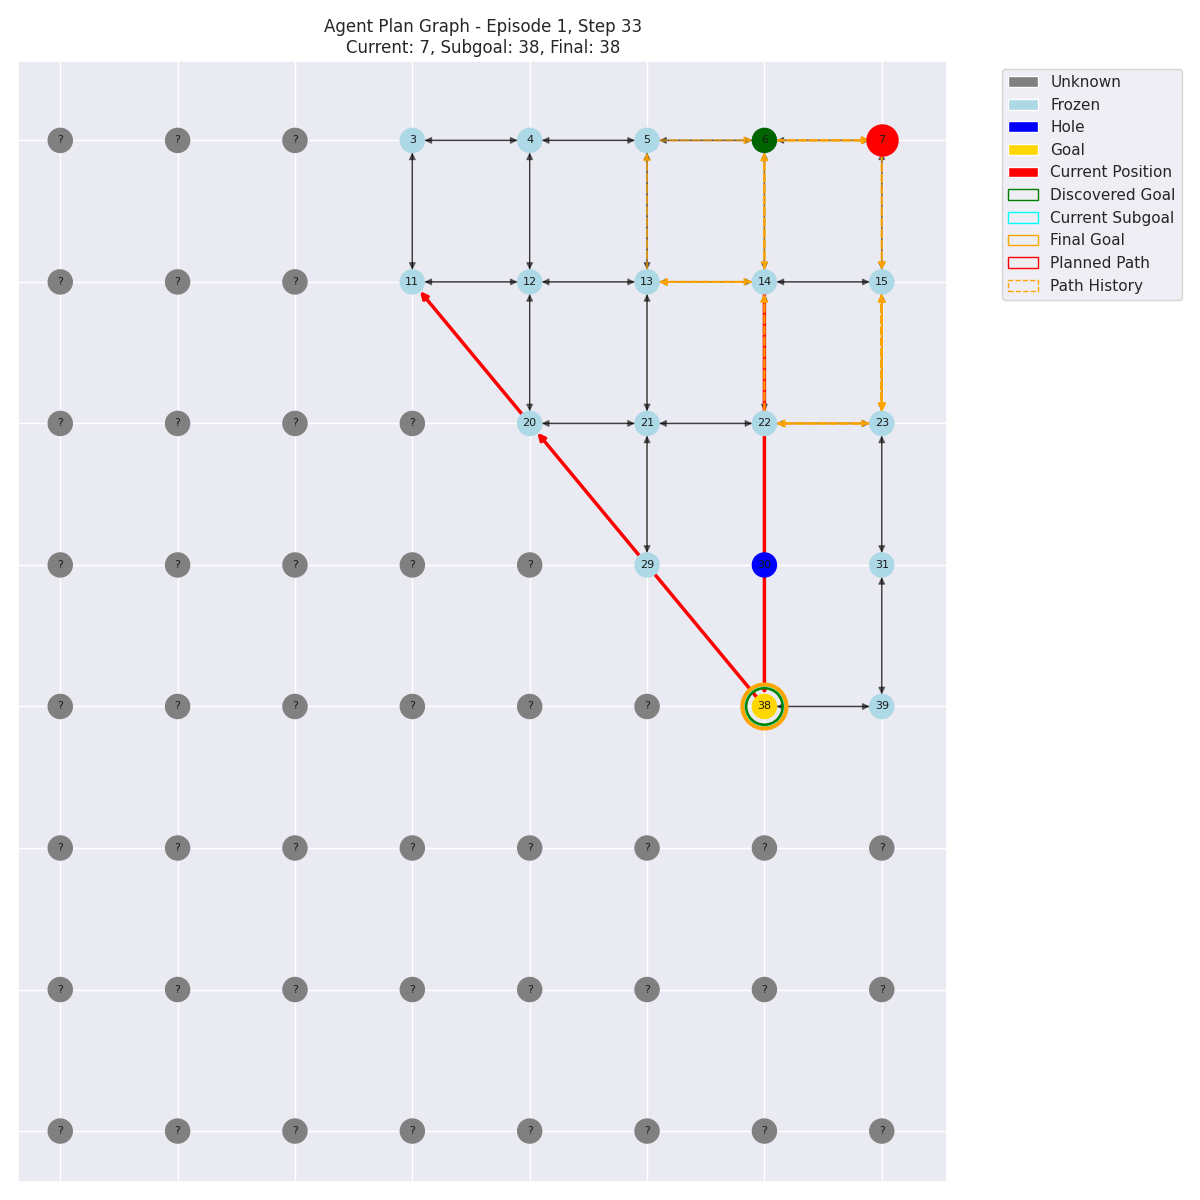 Agent Plan Graph - Episode 1, Step 33
Current: 7, Subgoal: 38, Final: 38
Unknown
Frozen
Hole
Goal
Current Position
Discovered Goal
Current Subgoal
Final Goal
Planned Path
Path History
? ? ? 3 4 5 6 7
? ? ? 11 12 13 14 15
? ? ? ? 20 21 22 23
? ? ? ? ? 29 30 31
? ? ? ? ? ? 38 39
? ? ? ? ? ? ? ?
? ? ? ? ? ? ? ?
? ? ? ? ? ? ? ?